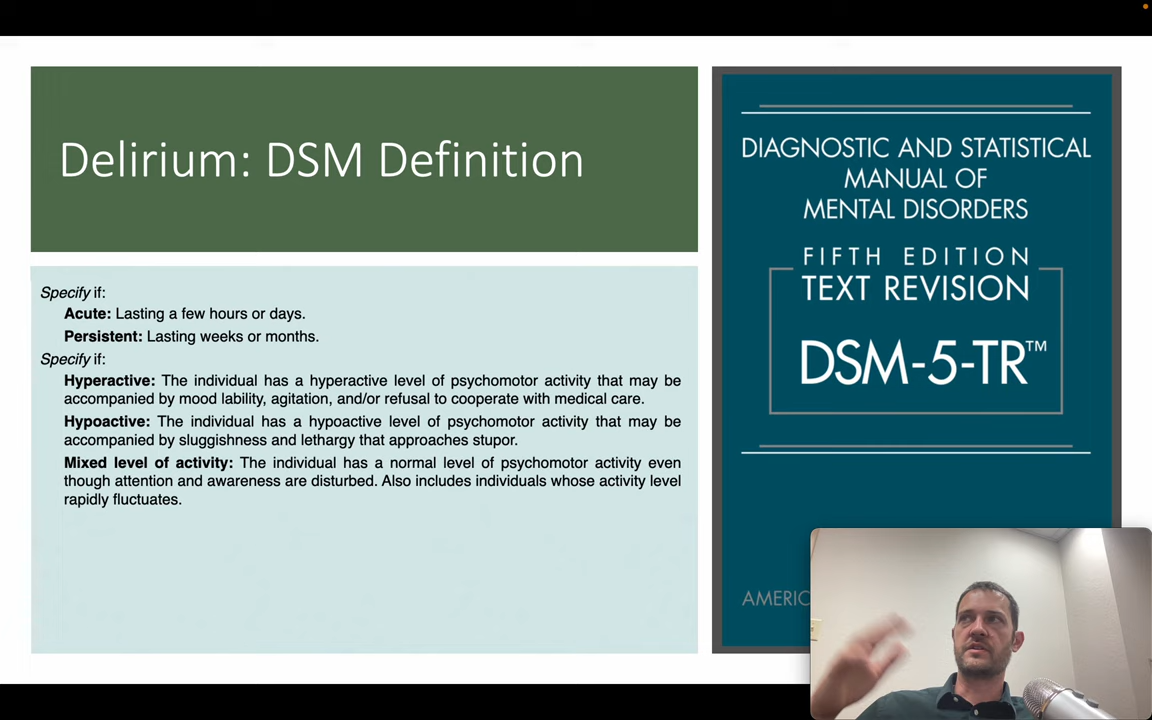 Delirium: DSM Definition
Specify if:
Acute: Lasting a few hours or days.
Persistent: Lasting weeks or months.
Specify if:
Hyperactive: The individual has a hyperactive level of psychomotor activity that may be
accompanied by mood lability, agitation, and/or refusal to cooperate with medical care.
Hypoactive: The individual has a hypoactive level of psychomotor activity that may be
accompanied by sluggishness and lethargy that approaches stupor.
Mixed level of activity: The individual has a normal level of psychomotor activity even
though attention and awareness are disturbed. Also includes individuals whose activity level
rapidly fluctuates.
DIAGNOSTIC AND STATISTICAL
MANUAL OF
MENTAL DISORDERS
FIFTH EDITION
TEXT REVISION
DSM-5-TR™